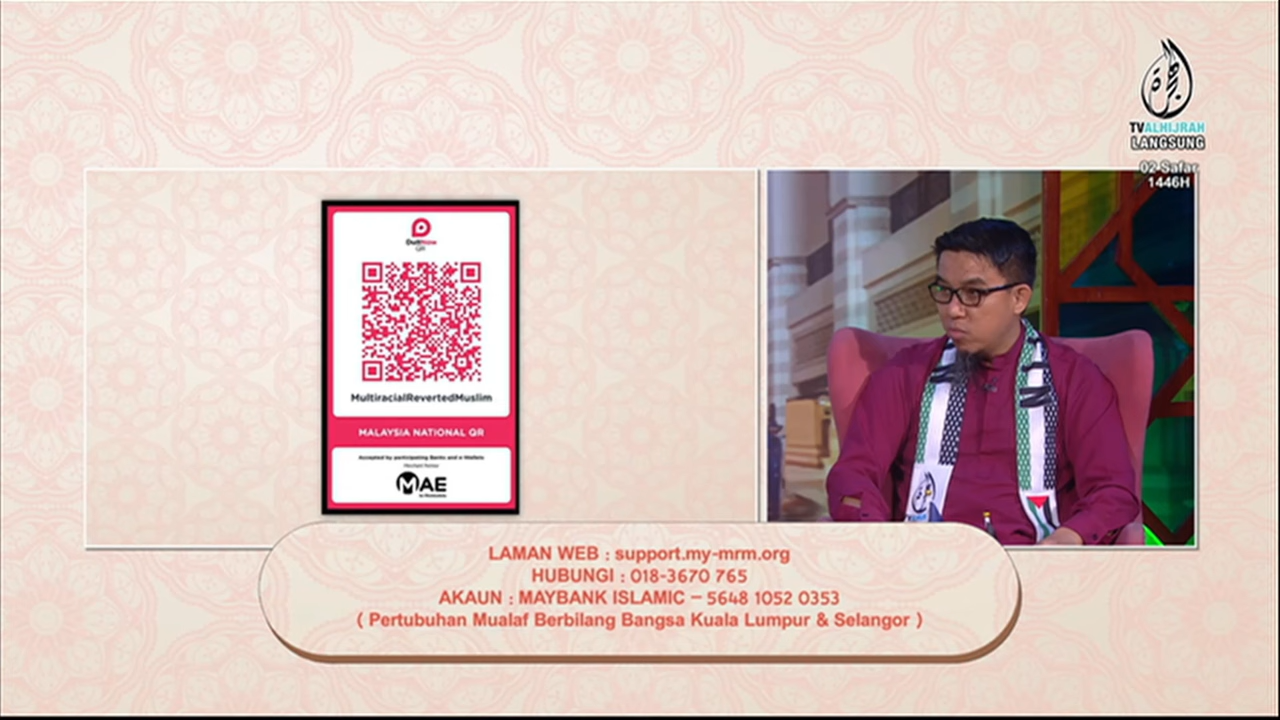 TVALHIJRAH
LANGSUNG
02 Safar
1446H
DuitNow
QR
MultiracialRevertedMuslim
MALAYSIA NATIONAL QR
Accepted by participating Banks and e-Wallets
MAE
LAMAN WEB : support.my-mrm.org
HUBUNGI : 018-3670 765
AKAUN : MAYBANK ISLAMIC – 5648 1052 0353
( Pertubuhan Mualaf Berbilang Bangsa Kuala Lumpur & Selangor )